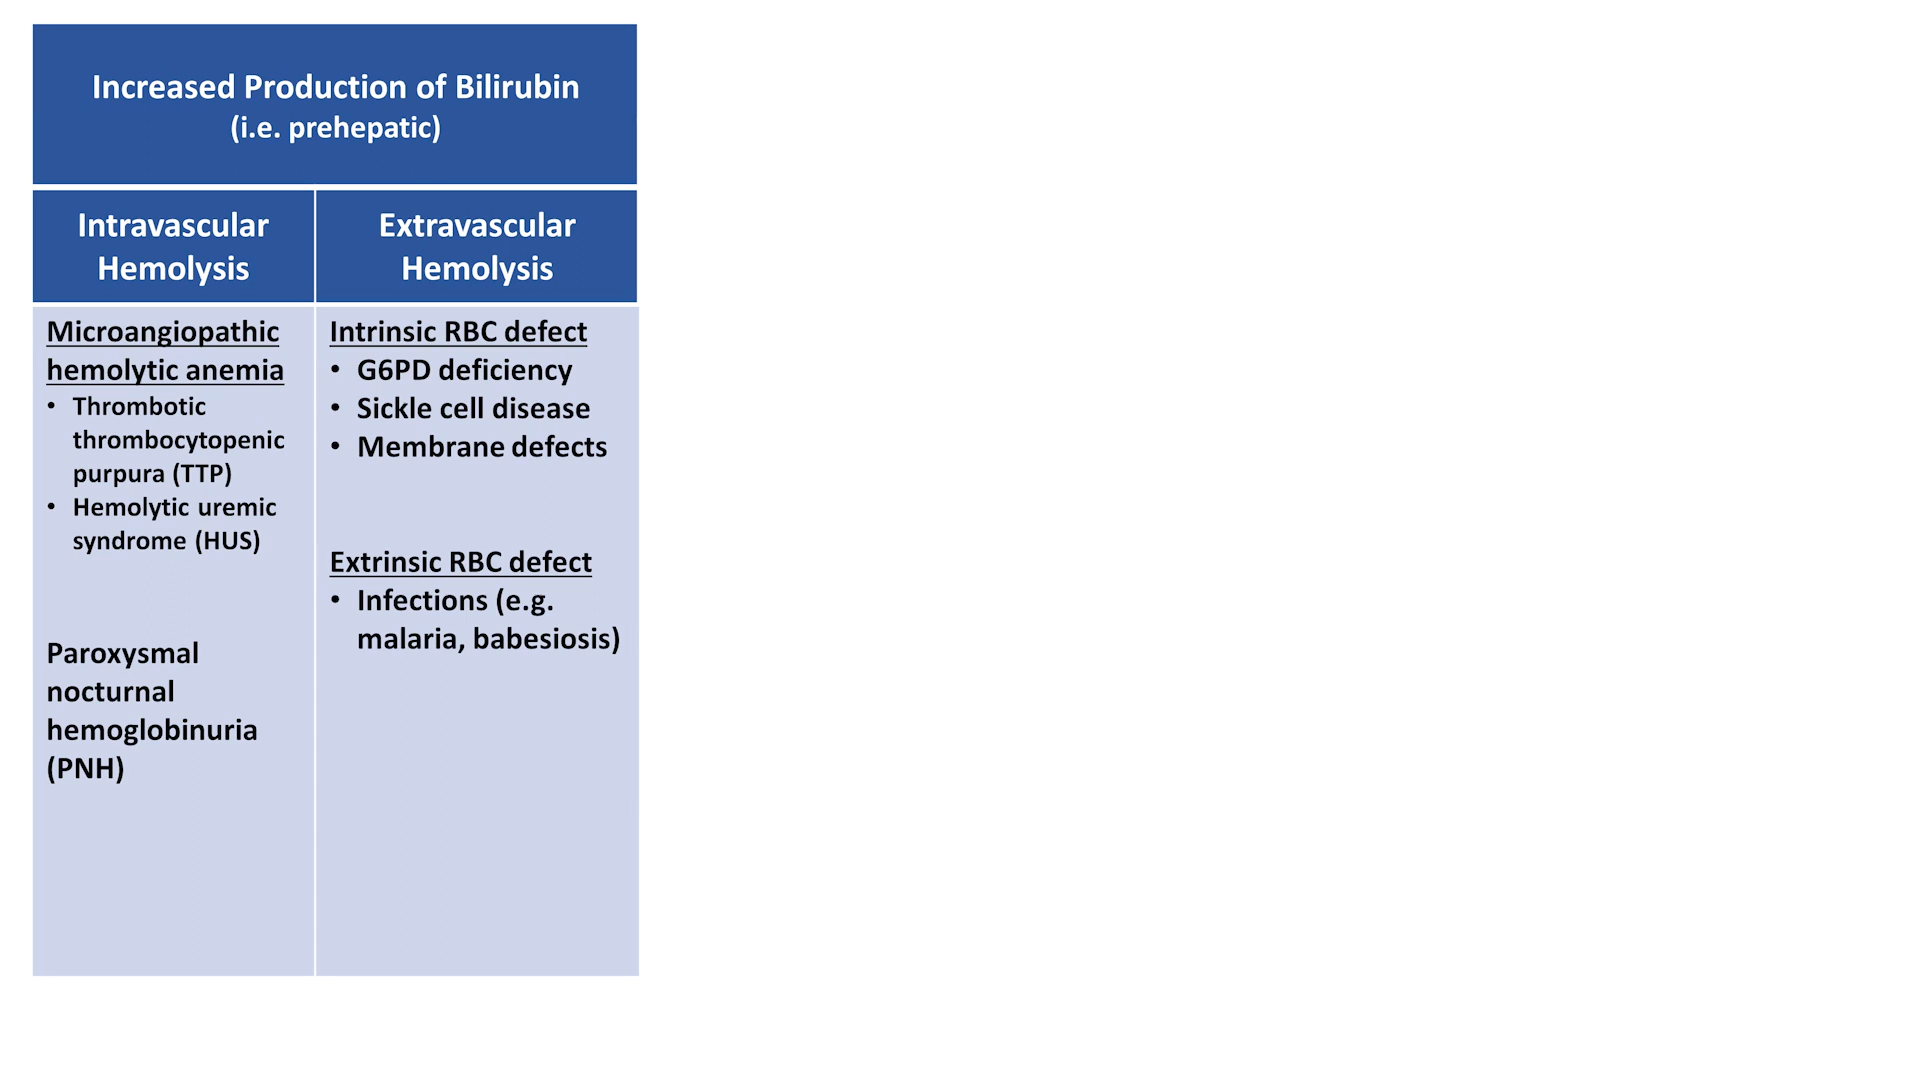 Increased Production of Bilirubin
(i.e. prehepatic)
Intravascular
Hemolysis
Extravascular
Hemolysis
Microangiopathic
hemolytic anemia
• Thrombotic
thrombocytopenic
purpura (TTP)
• Hemolytic uremic
syndrome (HUS)
Paroxysmal
nocturnal
hemoglobinuria
(PNH)
Intrinsic RBC defect
• G6PD deficiency
• Sickle cell disease
• Membrane defects
Extrinsic RBC defect
• Infections (e.g.
malaria, babesiosis)